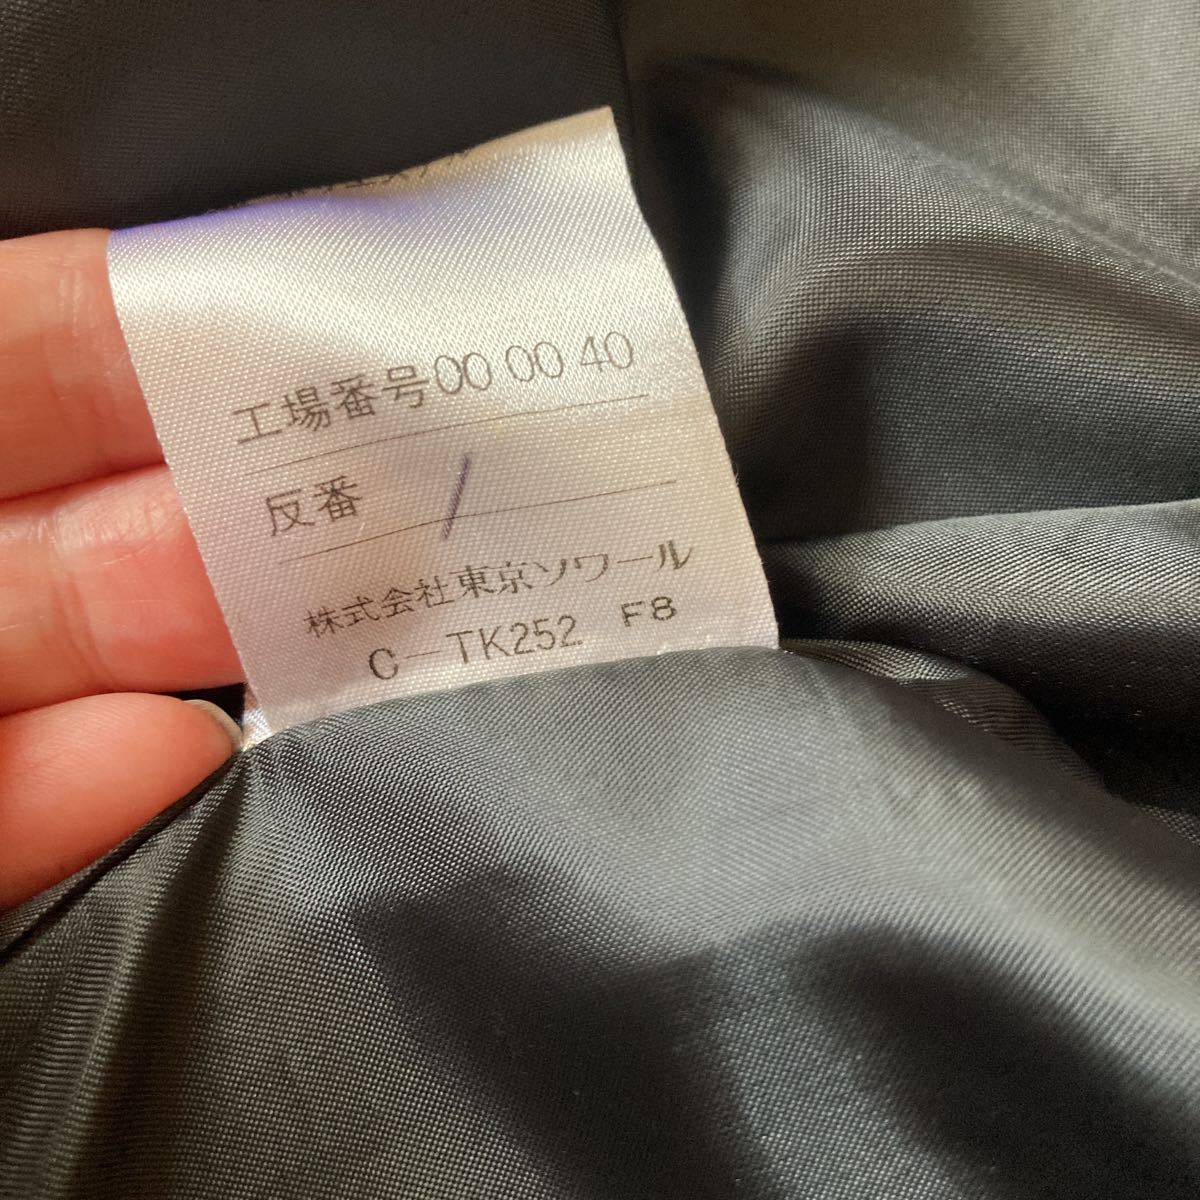 工場番号00 00 40
反番 /
株式会社東京ソワール
C-TK252 F8